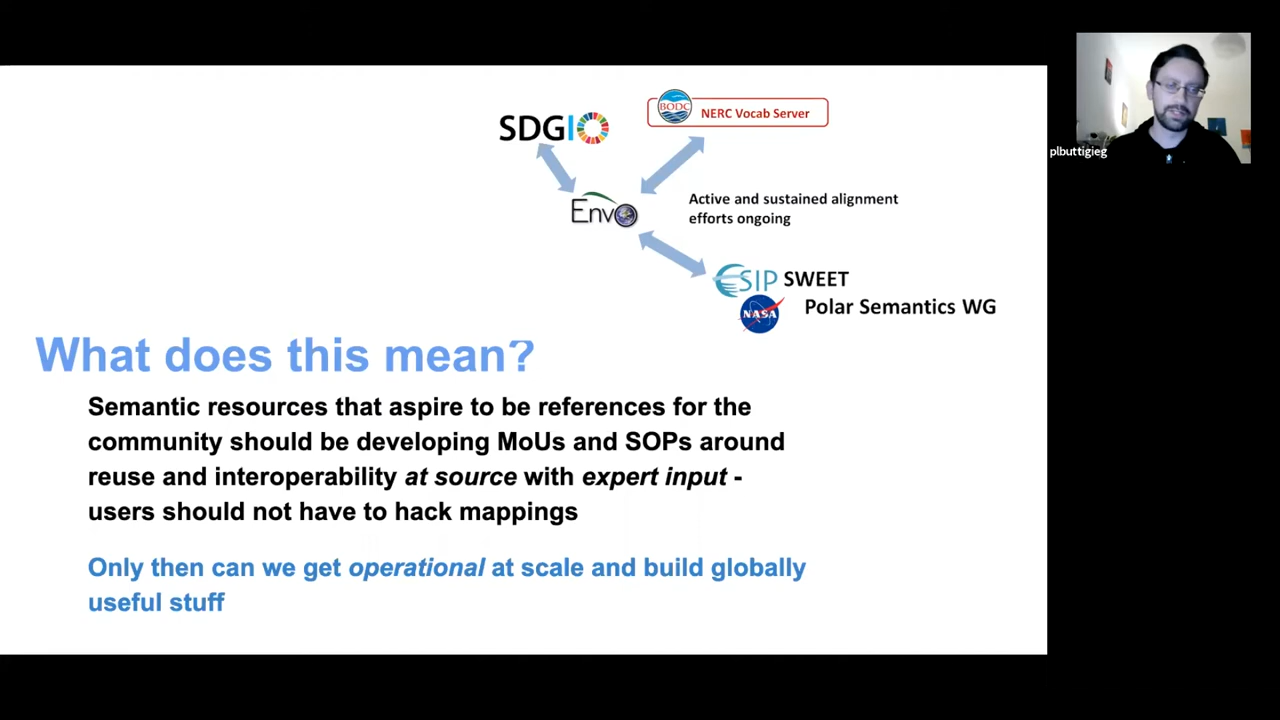 SDGIO
BODC
NERC Vocab Server
plbuttigieg
Envo
Active and sustained alignment
efforts ongoing
ESIP SWEET
NASA
Polar Semantics WG
What does this mean?
Semantic resources that aspire to be references for the
community should be developing MoUs and SOPs around
reuse and interoperability at source with expert input -
users should not have to hack mappings
Only then can we get operational at scale and build globally
useful stuff